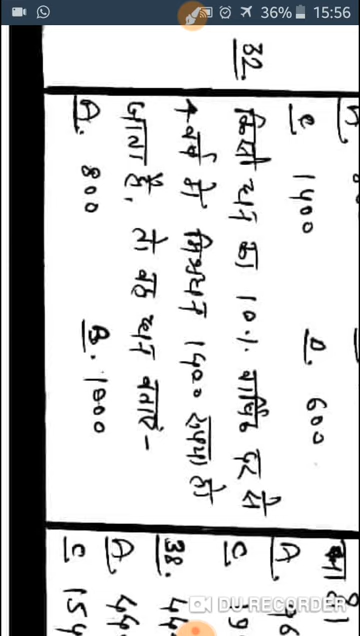 36% 15:56
C 1400
D. 600
32. किसी धन का 10% वार्षिक दर से
4 वर्ष में मिश्रधन 1400 रुपया हो
जाता है, तो वह धन बताएं-
A. 800 B. 1000
A.
C
38.
A.
C
DU RECORDER